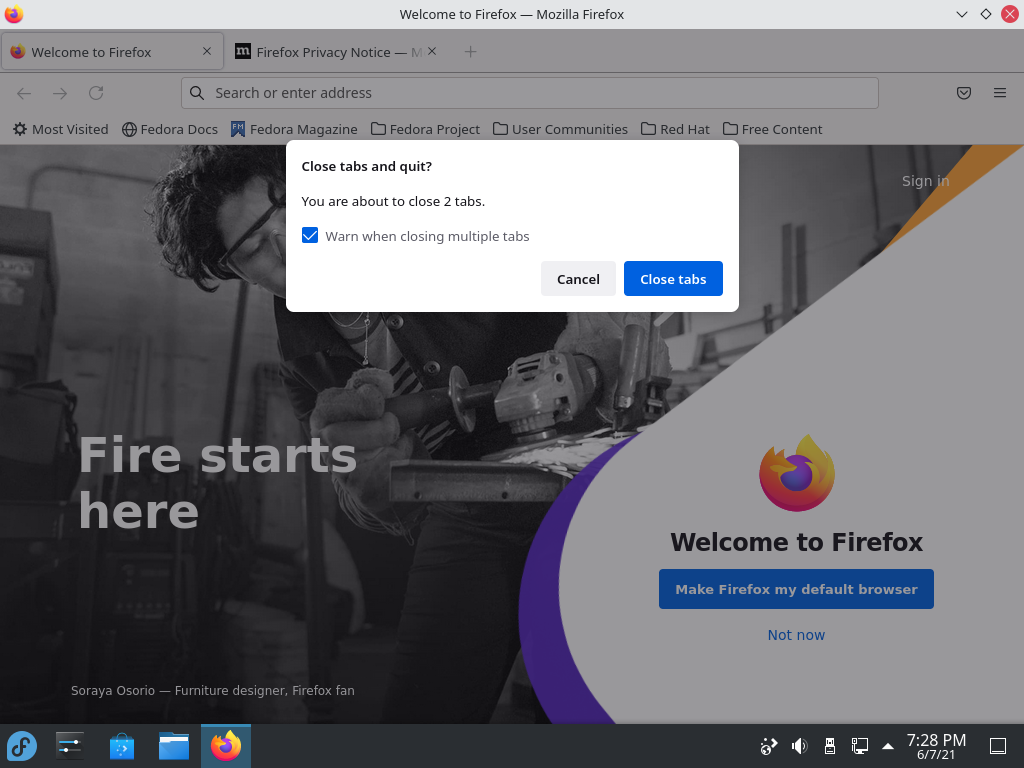 Welcome to Firefox — Mozilla Firefox
Welcome to Firefox
Firefox Privacy Notice — M
Search or enter address
Most Visited
Fedora Docs
Fedora Magazine
Fedora Project
User Communities
Red Hat
Free Content
Close tabs and quit?
You are about to close 2 tabs.
Warn when closing multiple tabs
Cancel
Close tabs
Sign in
Fire starts
here
Welcome to Firefox
Make Firefox my default browser
Not now
Soraya Osorio — Furniture designer, Firefox fan
7:28 PM
6/7/21